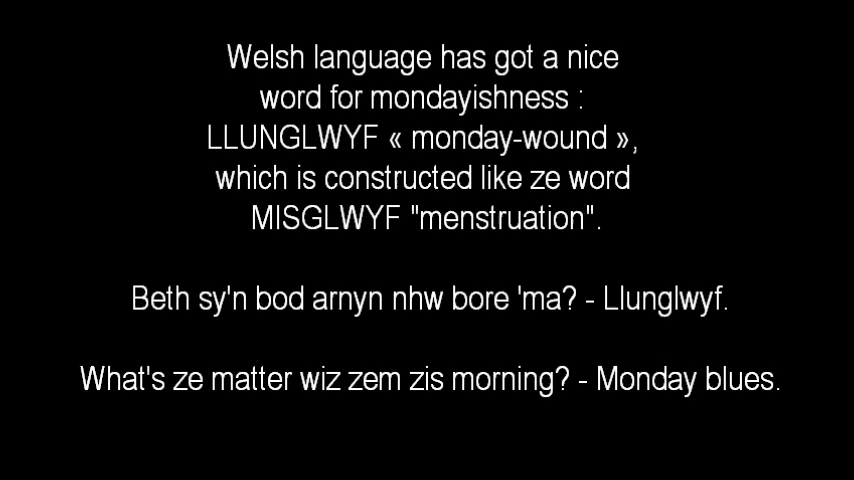 Welsh language has got a nice
word for mondayishness :
LLUNGLWYF « monday-wound »,
which is constructed like ze word
MISGLWYF "menstruation".
Beth sy'n bod arnyn nhw bore 'ma? - Llunglwyf.
What's ze matter wiz zem zis morning? - Monday blues.